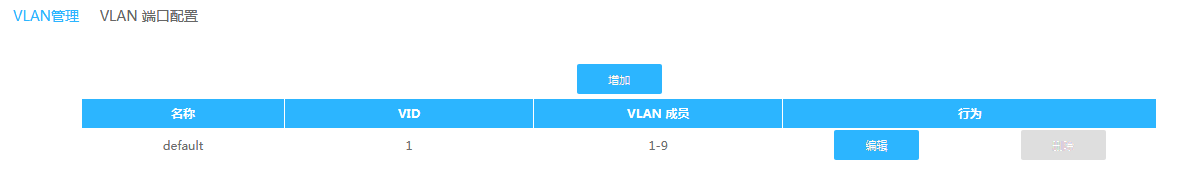 VLAN管理 VLAN 端口配置
增加
名称 VID VLAN 成员 行为
default 1 1-9 编辑